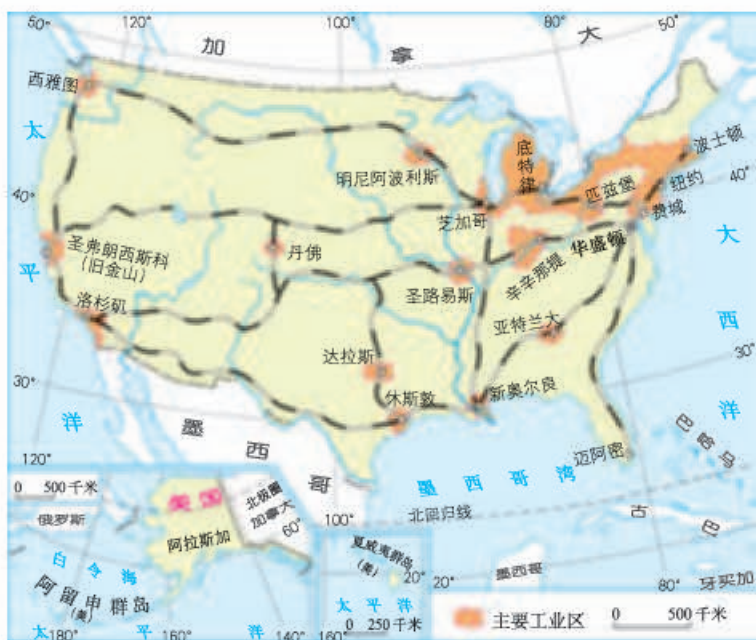 50°
120°
100°
80°
50°
加 拿 大
西雅图
太
平
洋
40°
明尼阿波利斯
底特律
波士顿
匹兹堡
纽约
40°
费城
芝加哥
华盛顿
大
西
洋
圣弗朗西斯科
(旧金山)
丹佛
圣路易斯
辛辛那提
洛杉矶
亚特兰大
达拉斯
30°
30°
休斯敦
新奥尔良
迈阿密
巴哈马
墨 西 哥
墨 西 哥 湾
120°
100°
北回归线
古 巴
0 500千米
俄罗斯
美国
北极圈
加拿大
60°
阿拉斯加
白令海
阿留申群岛
(美)
太 平 洋
180°
160°
140°
夏威夷群岛
(美)
20°
太 平 洋
160°
0 250千米
20°
墨西哥
80°
牙买加
主要工业区
0 500千米